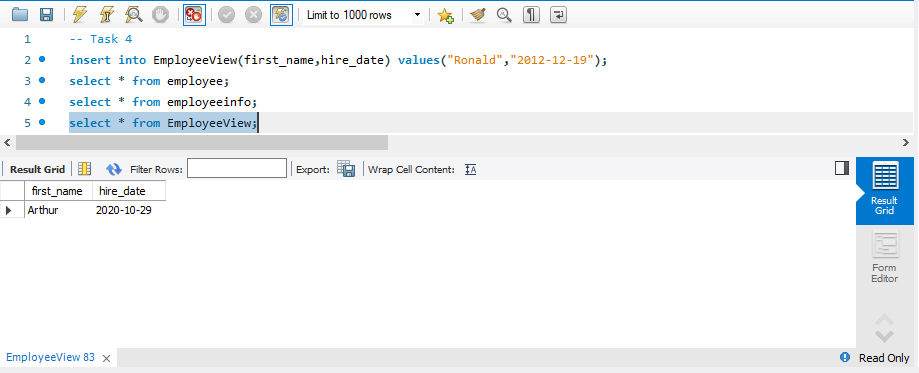 Limit to 1000 rows
1 -- Task 4
2 insert into EmployeeView(first_name,hire_date) values("Ronald","2012-12-19");
3 select * from employee;
4 select * from employeeinfo;
5 select * from EmployeeView;
Result Grid Filter Rows: Export: Wrap Cell Content:
first_name hire_date
Arthur 2020-10-29
Result
Grid
Form
Editor
EmployeeView 83 Read Only